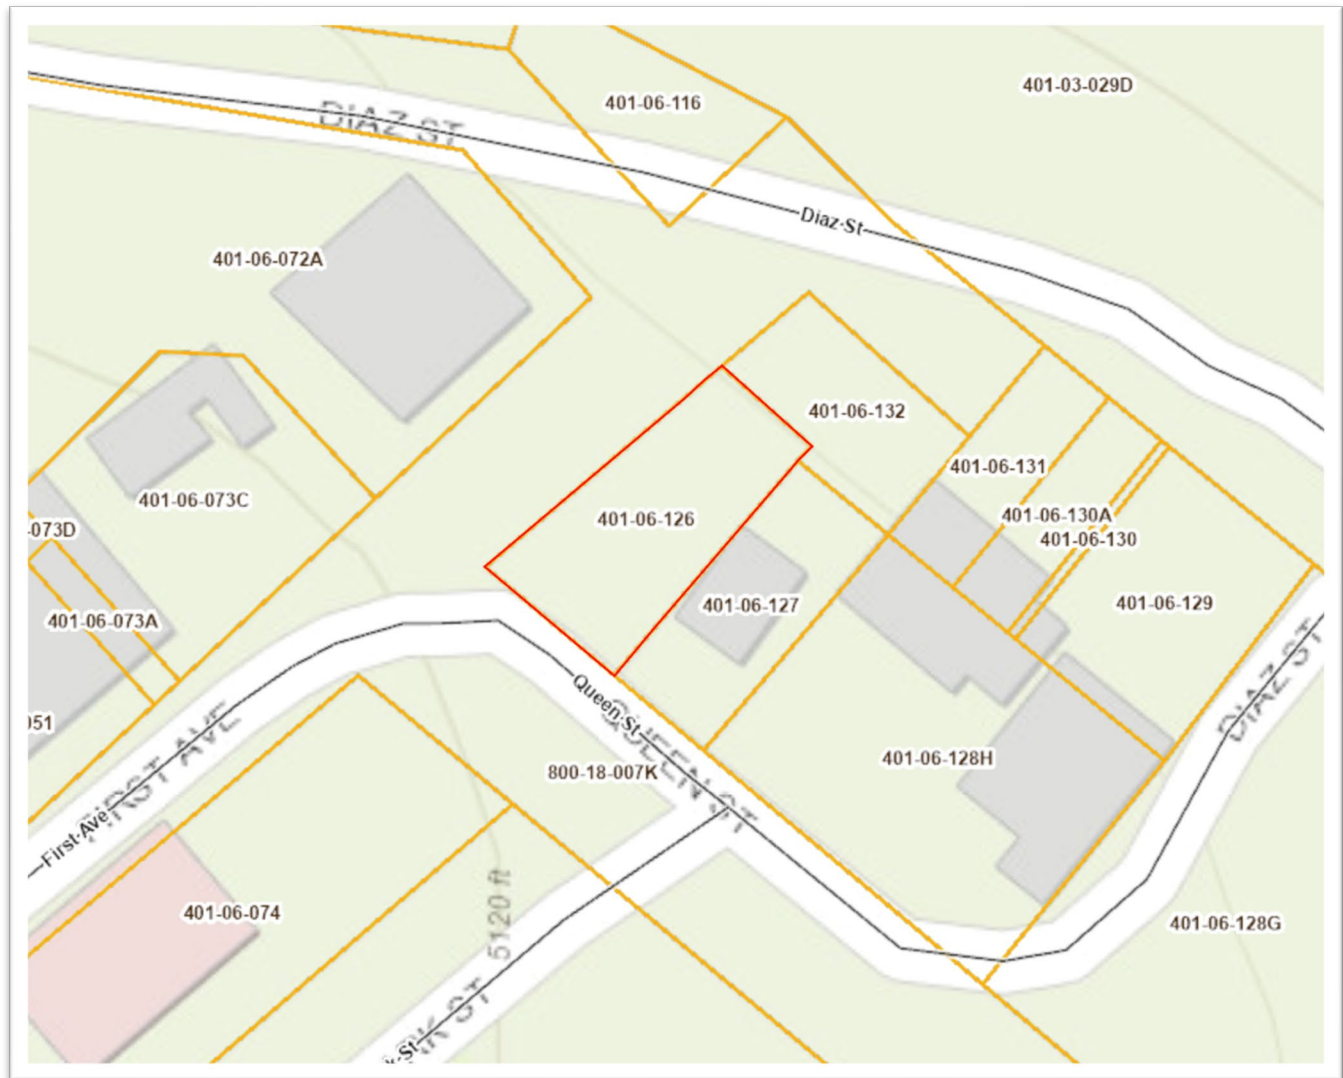 401-03-029D
401-06-116
DIAZ ST
Diaz St
401-06-072A
401-06-132
401-06-131
401-06-073C
401-06-130A
401-06-126
-073D
401-06-130
401-06-129
401-06-127
401-06-073A
DIAZ ST
Queen St
QUEEN ST
951
FIRST AVE
401-06-128H
800-18-007K
First Ave
5120 ft
401-06-074
401-06-128G